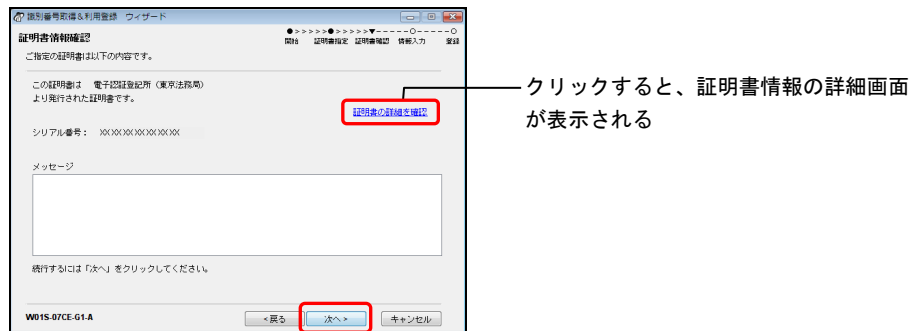 識別番号取得&利用登録 ウィザード
証明書情報確認
●>>>>>●>>>>>▼-----○-----○
開始 証明書指定 証明書確認 情報入力 登録
ご指定の証明書は以下の内容です。
この証明書は 電子認証登記所（東京法務局）
より発行された証明書です。
証明書の詳細を確認
クリックすると、証明書情報の詳細画面
が表示される
シリアル番号： XXXXXXXXXXXXXXXX
メッセージ
続行するには「次へ」をクリックしてください。
W01S-07CE-G1-A
<戻る
次へ>
キャンセル